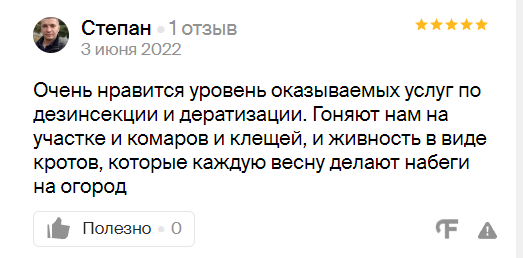 Степан • 1 отзыв
3 июня 2022
Очень нравится уровень оказываемых услуг по
дезинсекции и дератизации. Гоняют нам на
участке и комаров и клещей, и живность в виде
кротов, которые каждую весну делают набеги
на огород
Полезно • 0